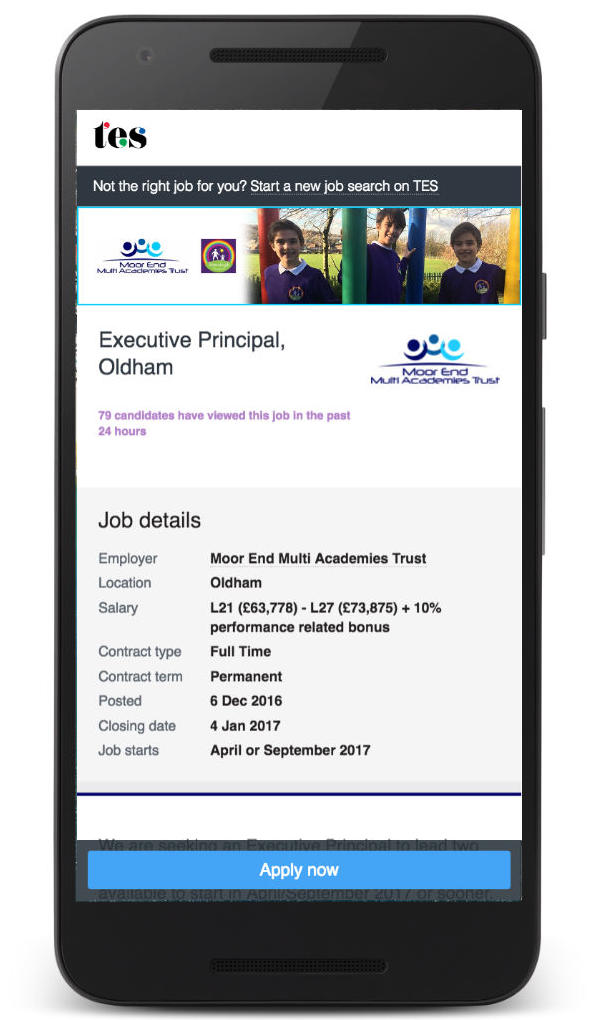 tes
Not the right job for you? Start a new job search on TES
Moor End
Multi Academies Trust
Executive Principal,
Oldham
Moor End
Multi Academies Trust
79 candidates have viewed this job in the past
24 hours
Job details
Employer Moor End Multi Academies Trust
Location Oldham
Salary L21 (£63,778) - L27 (£73,875) + 10%
performance related bonus
Contract type Full Time
Contract term Permanent
Posted 6 Dec 2016
Closing date 4 Jan 2017
Job starts April or September 2017
We are seeking an Executive Principal to lead two
Apply now
available to start in April/September 2017 or sooner.